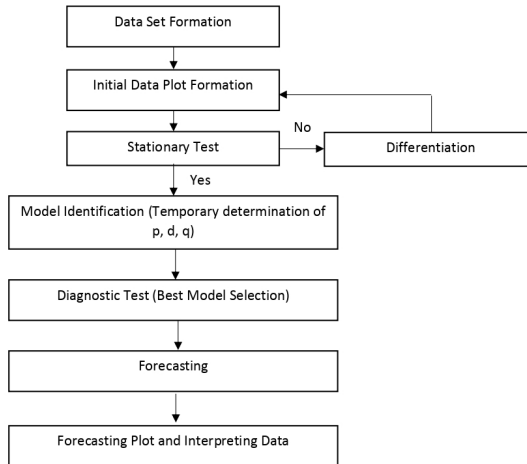 Data Set Formation
Initial Data Plot Formation
No
Stationary Test
Differentiation
Yes
Model Identification (Temporary determination of
p, d, q)
Diagnostic Test (Best Model Selection)
Forecasting
Forecasting Plot and Interpreting Data